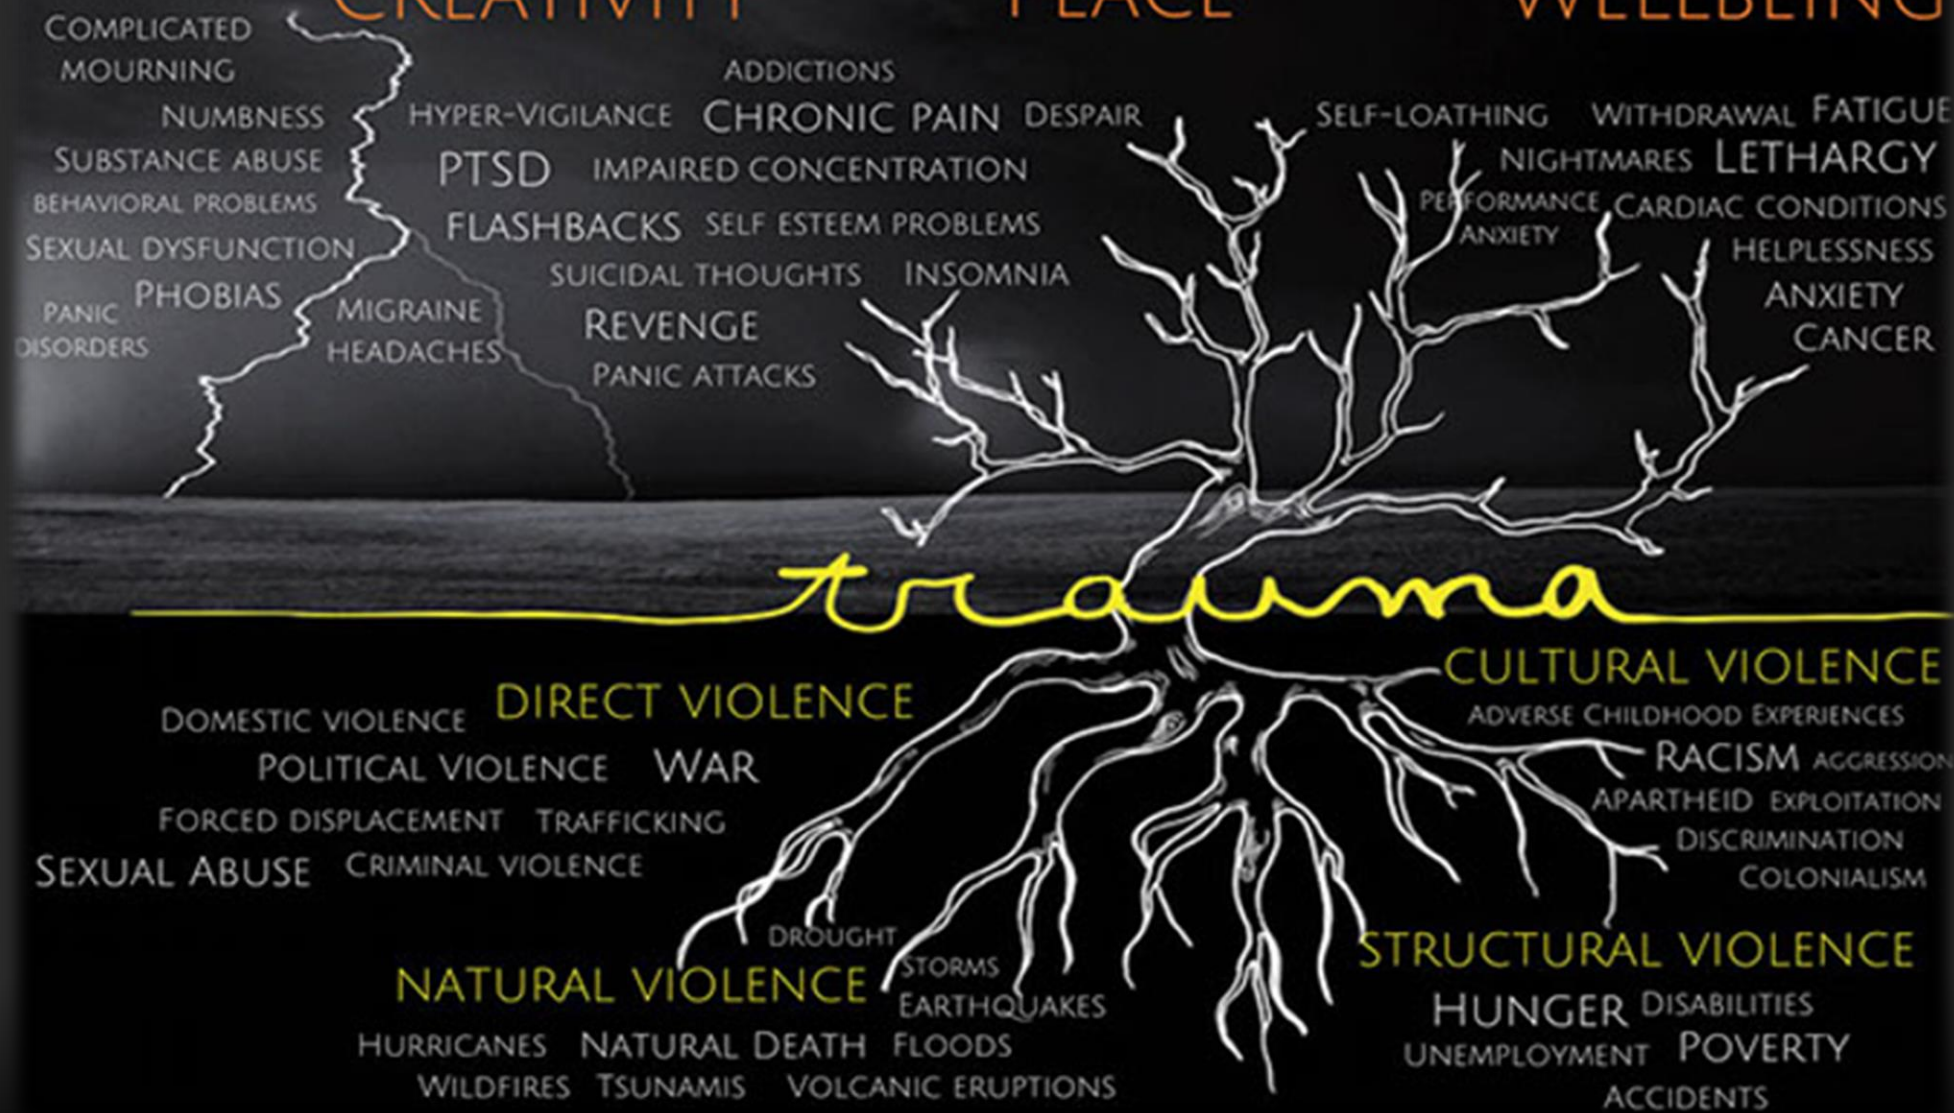 CREATIVITY PEACE WELLBEING
COMPLICATED
MOURNING
NUMBNESS
SUBSTANCE ABUSE
BEHAVIORAL PROBLEMS
SEXUAL DYSFUNCTION
PHOBIAS
PANIC
DISORDERS
MIGRAINE
HEADACHES
ADDICTIONS
HYPER-VIGILANCE CHRONIC PAIN DESPAIR
PTSD IMPAIRED CONCENTRATION
FLASHBACKS SELF ESTEEM PROBLEMS
SUICIDAL THOUGHTS INSOMNIA
REVENGE
PANIC ATTACKS
SELF-LOATHING WITHDRAWAL FATIGUE
NIGHTMARES LETHARGY
PERFORMANCE
ANXIETY
CARDIAC CONDITIONS
HELPLESSNESS
ANXIETY
CANCER
trauma
DIRECT VIOLENCE
DOMESTIC VIOLENCE
POLITICAL VIOLENCE WAR
FORCED DISPLACEMENT TRAFFICKING
SEXUAL ABUSE CRIMINAL VIOLENCE
CULTURAL VIOLENCE
ADVERSE CHILDHOOD EXPERIENCES
RACISM AGGRESSION
APARTHEID EXPLOITATION
DISCRIMINATION
COLONIALISM
DROUGHT
NATURAL VIOLENCE STORMS
EARTHQUAKES
HURRICANES NATURAL DEATH FLOODS
WILDFIRES TSUNAMIS VOLCANIC ERUPTIONS
STRUCTURAL VIOLENCE
HUNGER DISABILITIES
UNEMPLOYMENT POVERTY
ACCIDENTS